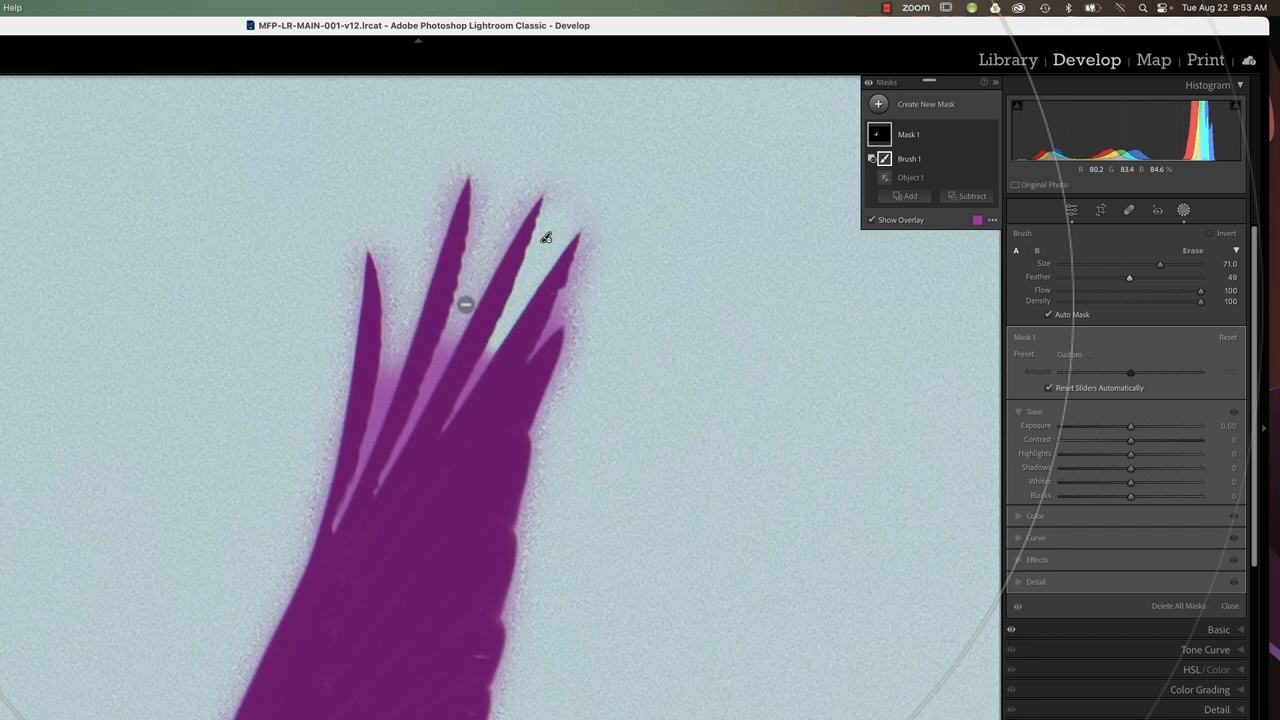 Help
zoom
Tue Aug 22 9:53 AM
MFP-LR-MAIN-001-v12.lrcat - Adobe Photoshop Lightroom Classic - Develop
Library | Develop | Map | Print
Histogram
R 80.2 G 83.4 B 84.6 %
Original Photo
Masks
Create New Mask
Mask 1
Brush 1
Object 1
Add Subtract
Show Overlay
Brush: Invert
A B Erase
Size 71.0
Feather 49
Flow 100
Density 100
Auto Mask
Mask 1 Reset
Preset : Custom
Amount 100
Reset Sliders Automatically
Tone
Exposure 0.00
Contrast 0
Highlights 0
Shadows 0
Whites 0
Blacks 0
Color
Curve
Effects
Detail
Delete All Masks Close
Basic
Tone Curve
HSL / Color
Color Grading
Detail